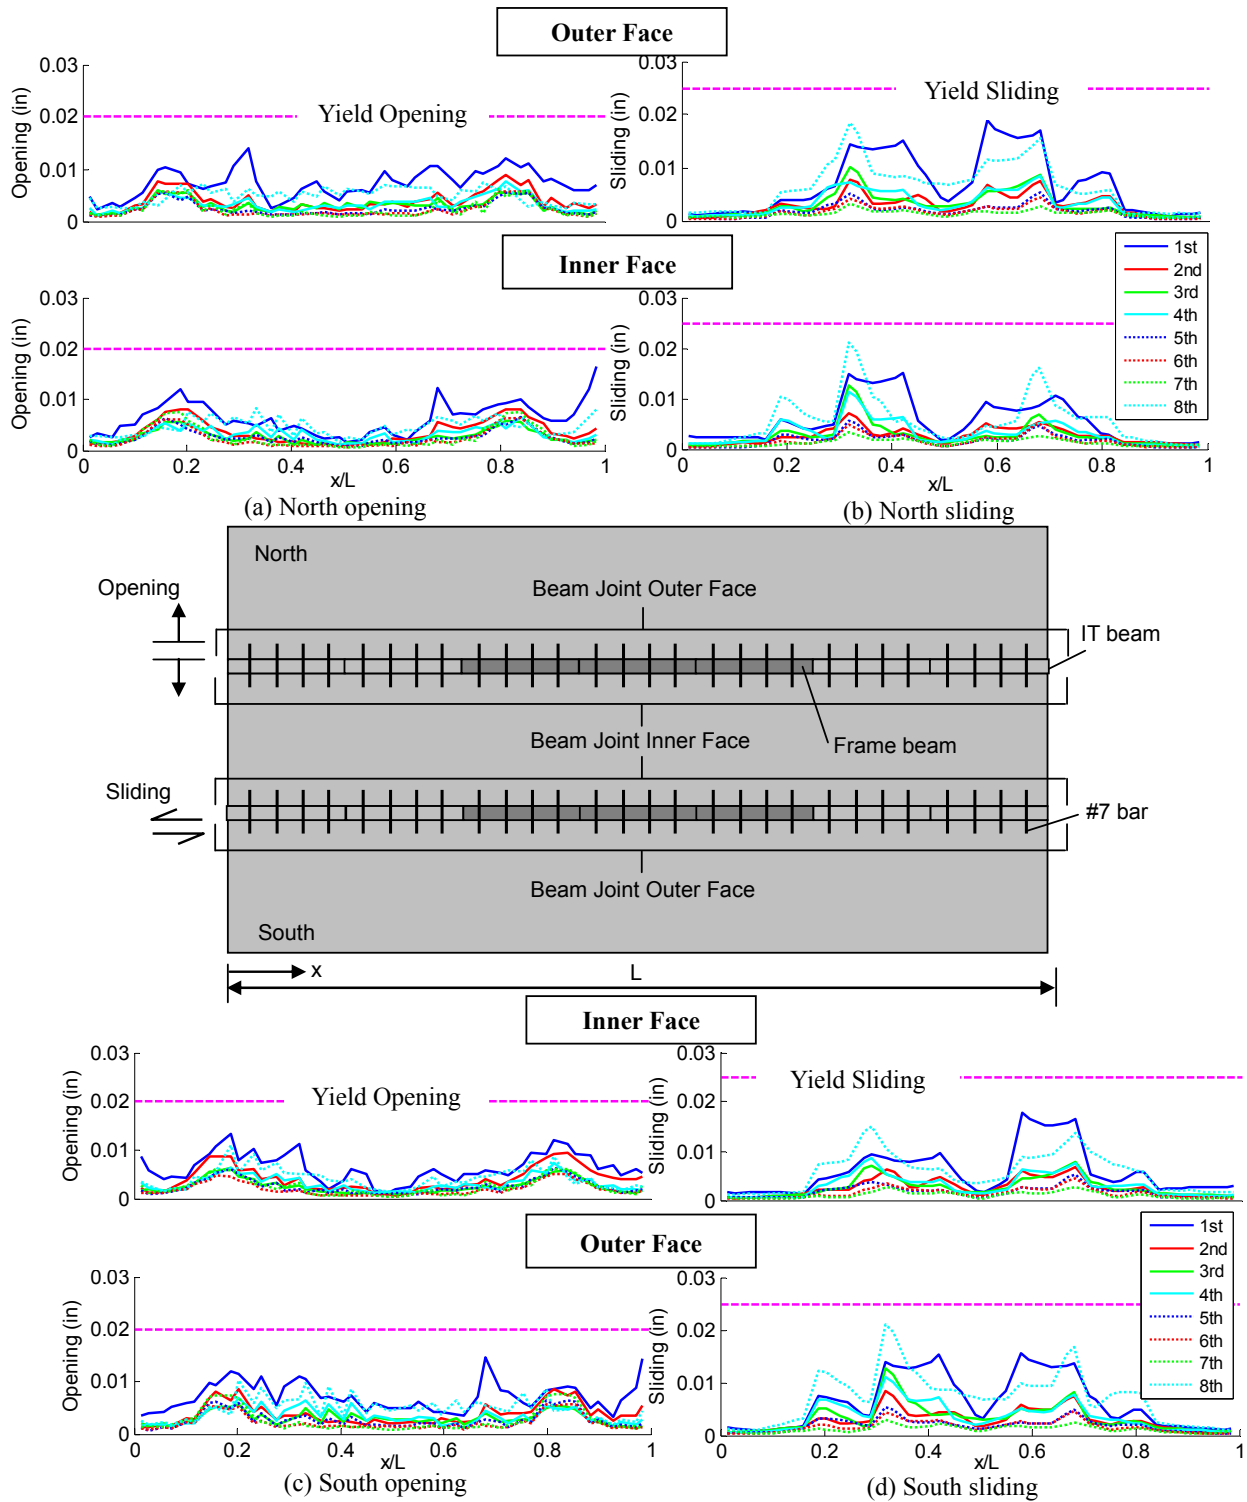 Outer Face
0.03
0.02
0.01
0
Opening (in)
Yield Opening
0.03
0.02
0.01
0
Sliding (in)
Yield Sliding
Inner Face
0.03
0.02
0.01
0
Opening (in)
0 0.2 0.4 0.6 0.8 1
x/L
(a) North opening
0.03
0.02
0.01
0
Sliding (in)
1st
2nd
3rd
4th
5th
6th
7th
8th
0 0.2 0.4 0.6 0.8 1
x/L
(b) North sliding
North
Opening
Beam Joint Outer Face
IT beam
Beam Joint Inner Face
Frame beam
Sliding
#7 bar
Beam Joint Outer Face
South
x
L
Inner Face
0.03
0.02
0.01
0
Opening (in)
Yield Opening
0.03
0.02
0.01
0
Sliding (in)
Yield Sliding
Outer Face
0.03
0.02
0.01
0
Opening (in)
0 0.2 0.4 0.6 0.8 1
x/L
(c) South opening
0.03
0.02
0.01
0
Sliding (in)
1st
2nd
3rd
4th
5th
6th
7th
8th
0 0.2 0.4 0.6 0.8 1
x/L
(d) South sliding